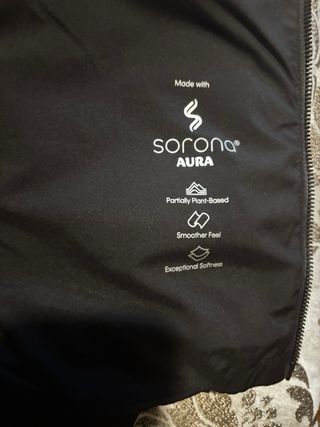 Made with
sorona®
AURA
Partially Plant-Based
Smoother Feel
Exceptional Softness